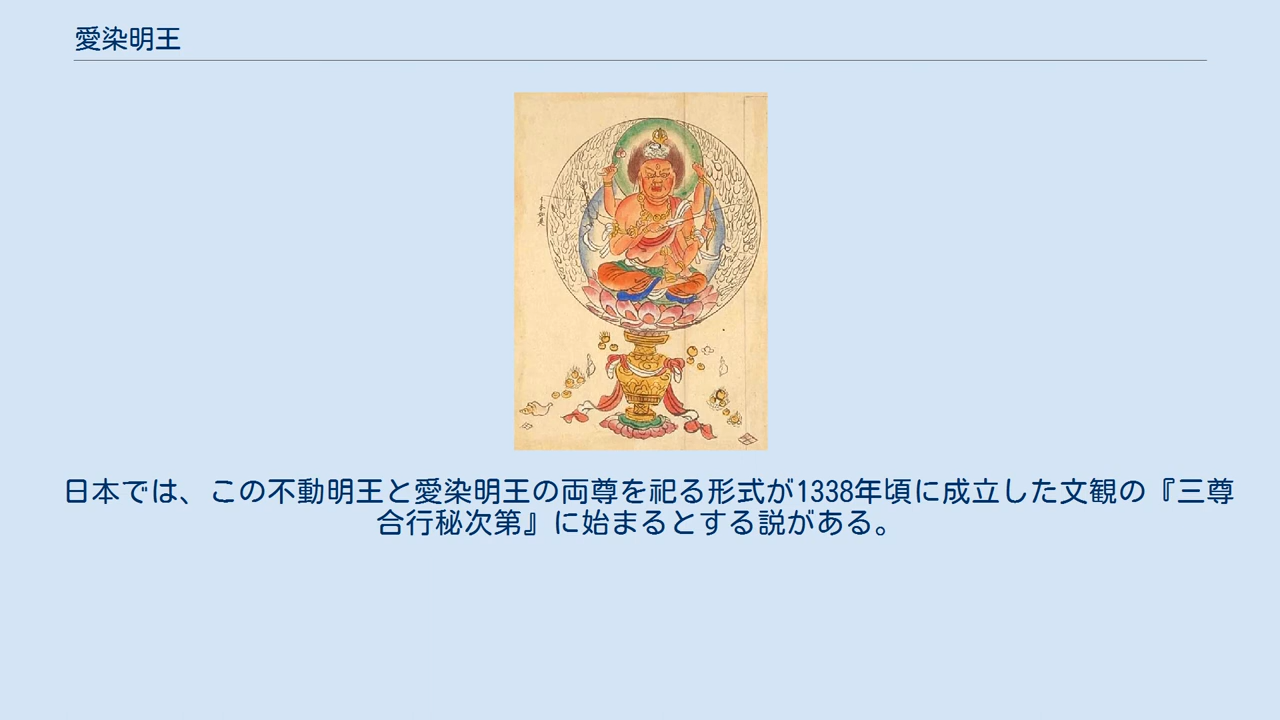 愛染明王
日本では、この不動明王と愛染明王の両尊を祀る形式が1338年頃に成立した文観の『三尊
合行秘次第』に始まるとする説がある。